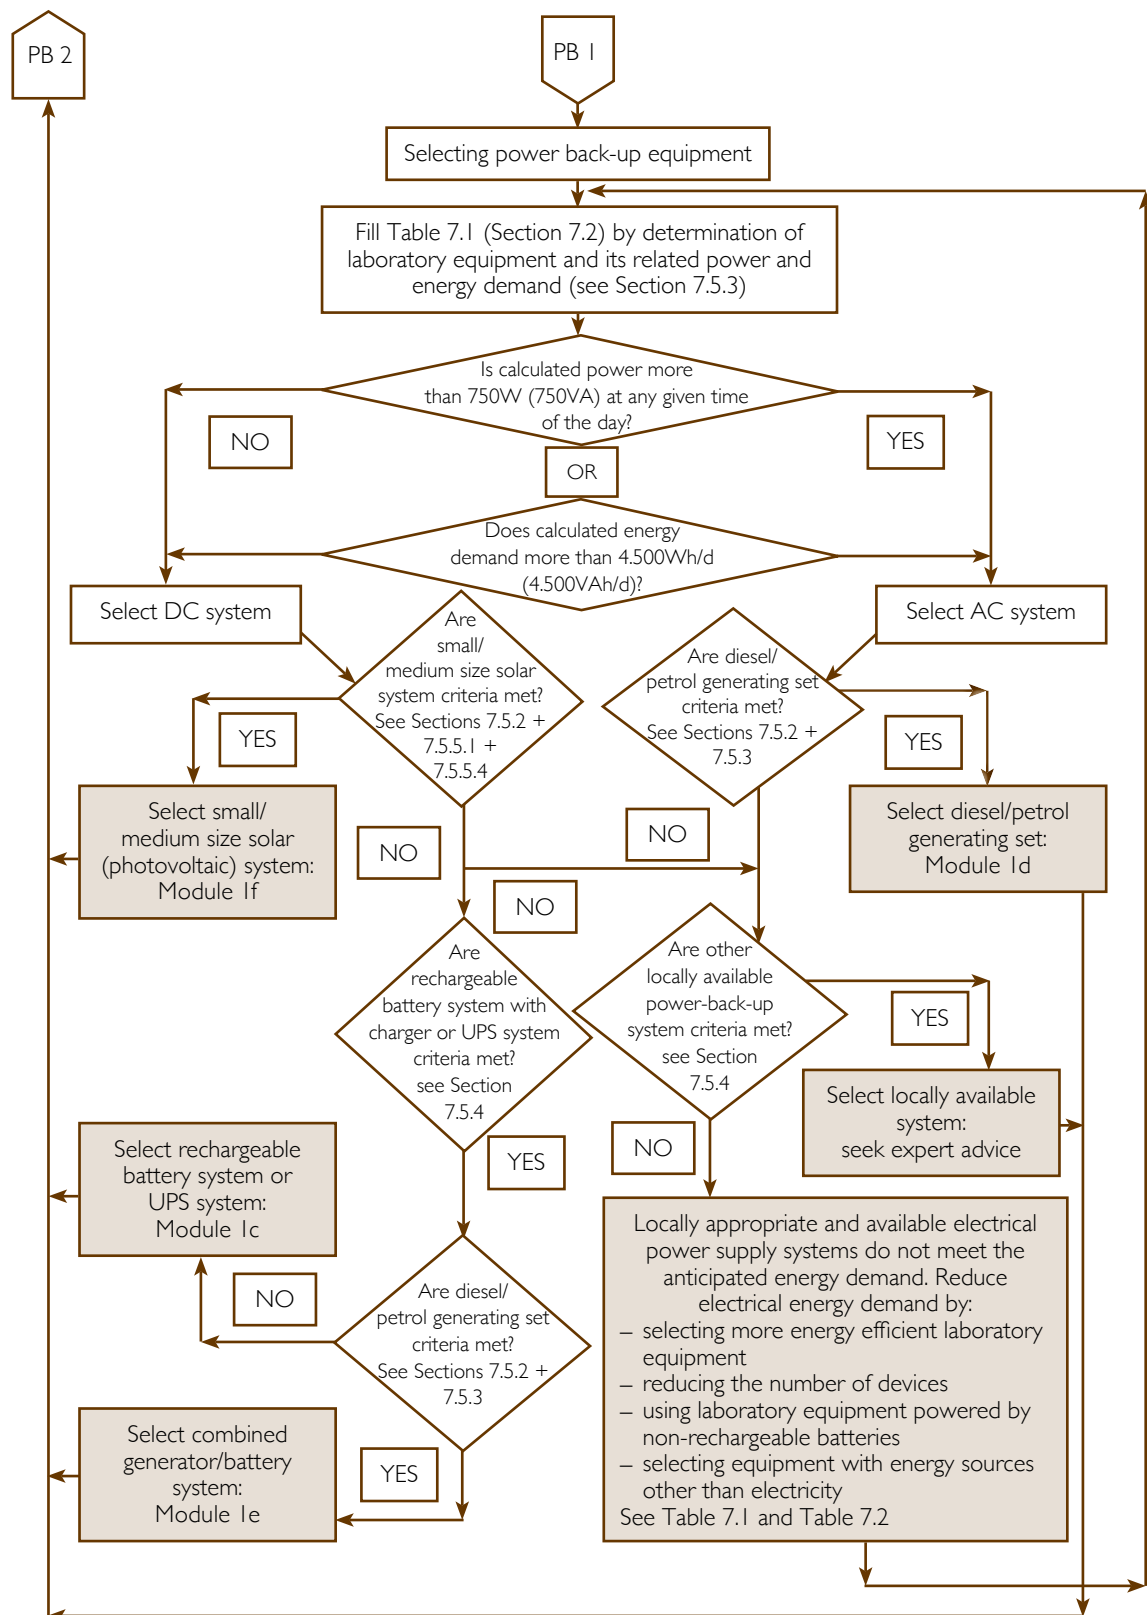 PB 2
PB 1
Selecting power back-up equipment
Fill Table 7.1 (Section 7.2) by determination of
laboratory equipment and its related power and
energy demand (see Section 7.5.3)
Is calculated power more
than 750W (750VA) at any given time
of the day?
NO
YES
OR
Does calculated energy
demand more than 4.500Wh/d
(4.500VAh/d)?
Select DC system
Select AC system
Are
small/
medium size solar
system criteria met?
See Sections 7.5.2 +
7.5.5.1 +
7.5.5.4
Are diesel/
petrol generating set
criteria met?
See Sections 7.5.2 +
7.5.3
YES
YES
Select small/
medium size solar
(photovoltaic) system:
Module 1f
NO
NO
Select diesel/petrol
generating set:
Module 1d
NO
Are
rechargeable
battery system with
charger or UPS system
criteria met?
see Section
7.5.4
Are other
locally available
power-back-up
system criteria met?
see Section
7.5.4
YES
Select locally available
system:
seek expert advice
Select rechargeable
battery system or
UPS system:
Module 1c
YES
NO
Locally appropriate and available electrical
power supply systems do not meet the
anticipated energy demand. Reduce
electrical energy demand by:
– selecting more energy efficient laboratory
equipment
– reducing the number of devices
– using laboratory equipment powered by
non-rechargeable batteries
– selecting equipment with energy sources
other than electricity
See Table 7.1 and Table 7.2
NO
Are diesel/
petrol generating set
criteria met?
See Sections 7.5.2 +
7.5.3
Select combined
generator/battery
system:
Module 1e
YES